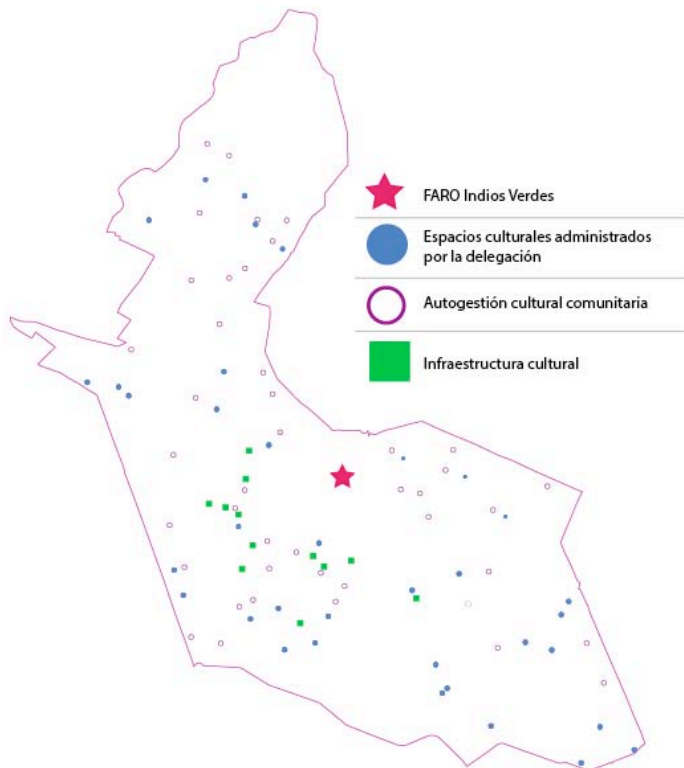 FARO Indios Verdes
Espacios culturales administrados
por la delegación
Autogestión cultural comunitaria
Infraestructura cultural